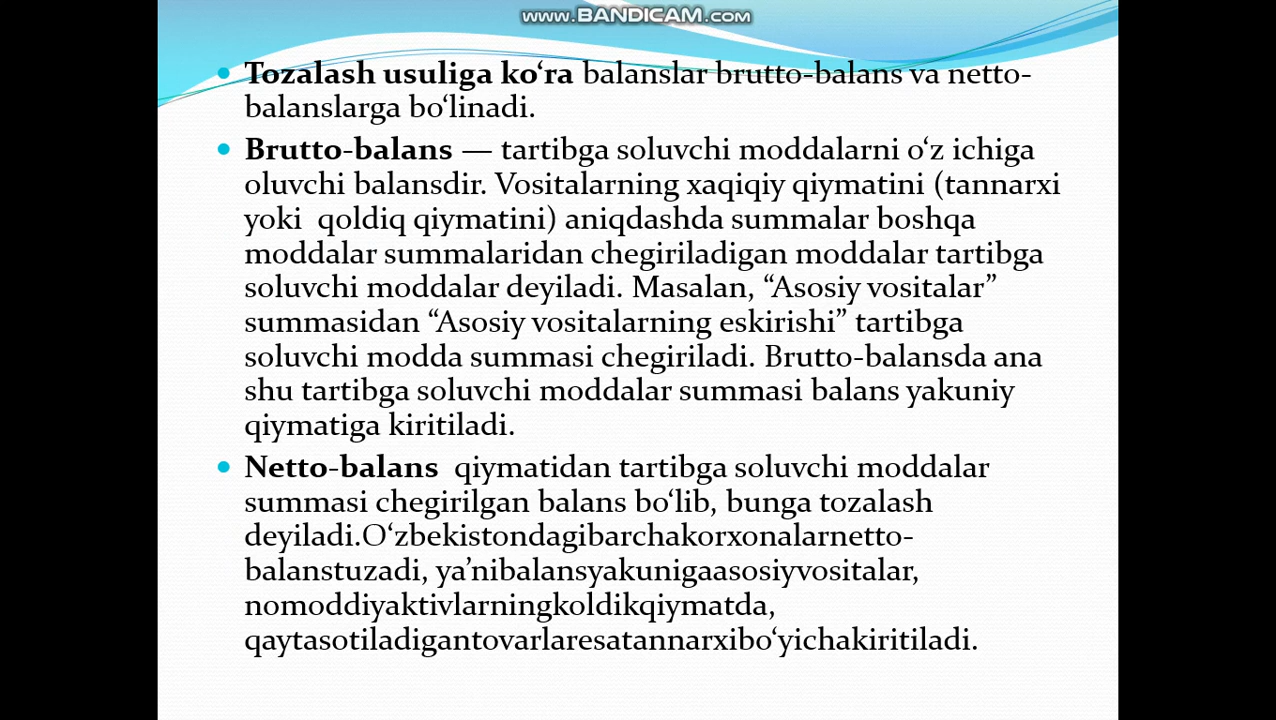 www.BANDICAM.com
Tozalash usuliga ko‘ra balanslar brutto-balans va netto-
balanslarga bo‘linadi.
Brutto-balans — tartibga soluvchi moddalarni o‘z ichiga
oluvchi balansdir. Vositalarning xaqiqiy qiymatini (tannarxi
yoki  qoldiq qiymatini) aniqdashda summalar boshqa
moddalar summalaridan chegiriladigan moddalar tartibga
soluvchi moddalar deyiladi. Masalan, “Asosiy vositalar”
summasidan “Asosiy vositalarning eskirishi” tartibga
soluvchi modda summasi chegiriladi. Brutto-balansda ana
shu tartibga soluvchi moddalar summasi balans yakuniy
qiymatiga kiritiladi.
Netto-balans  qiymatidan tartibga soluvchi moddalar
summasi chegirilgan balans bo‘lib, bunga tozalash
deyiladi.O‘zbekistondagibarchakorxonalarnetto-
balanstuzadi, ya’nibalansyakunigaasosiyvositalar,
nomoddiyaktivlarningkoldikqiymatda,
qaytasotiladigantovarlaresatannarxibo‘yichakiritiladi.